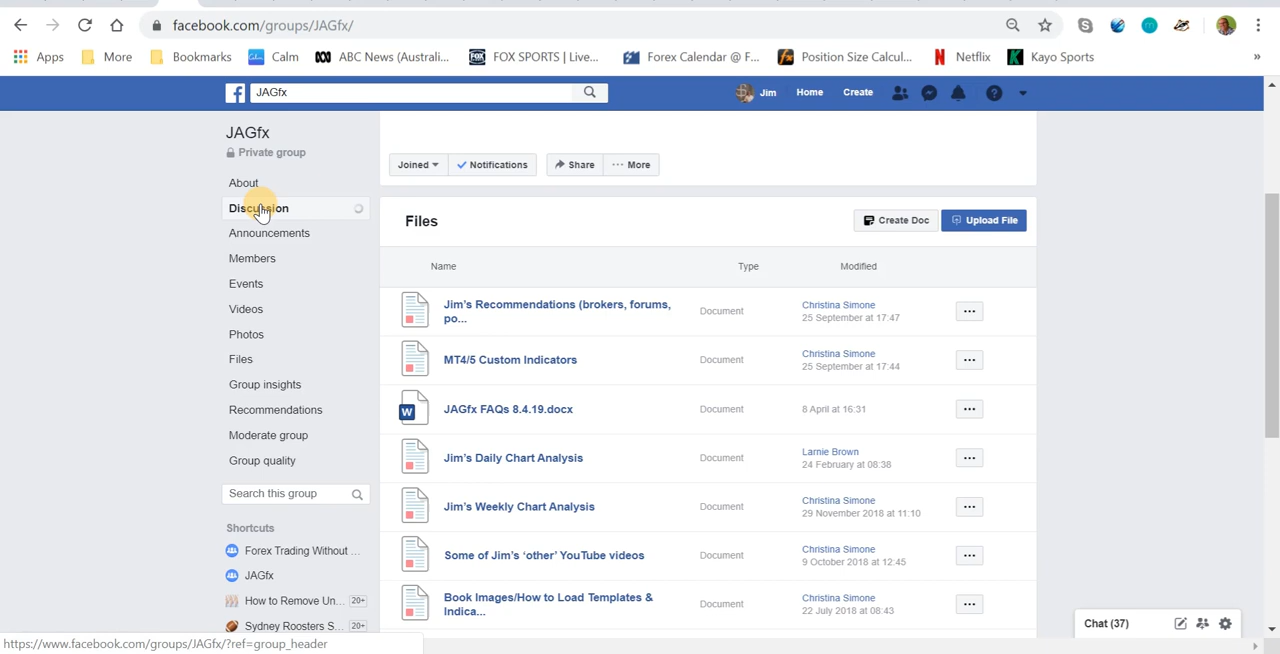 facebook.com/groups/JAGfx/
Apps More Bookmarks Calm ABC News (Australi... FOX SPORTS | Live... Forex Calendar @ F... Position Size Calcul... Netflix Kayo Sports »
JAGfx
Jim Home Create
JAGfx
Private group
About
Discussion
Announcements
Members
Events
Videos
Photos
Files
Group insights
Recommendations
Moderate group
Group quality
Search this group
Shortcuts
Forex Trading Without ...
JAGfx
How to Remove Un... 20+
Sydney Roosters S... 20+
Joined Notifications Share ··· More
Files
Create Doc Upload File
Name Type Modified
Jim's Recommendations (brokers, forums,
po...
Document
Christina Simone
25 September at 17:47
MT4/5 Custom Indicators
Document
Christina Simone
25 September at 17:44
W
JAGfx FAQs 8.4.19.docx
Document
8 April at 16:31
Jim's Daily Chart Analysis
Document
Larnie Brown
24 February at 08:38
Jim's Weekly Chart Analysis
Document
Christina Simone
29 November 2018 at 11:10
Some of Jim's 'other' YouTube videos
Document
Christina Simone
9 October 2018 at 12:45
Book Images/How to Load Templates &
Indica...
Document
Christina Simone
22 July 2018 at 08:43
Chat (37)
https://www.facebook.com/groups/JAGfx/?ref=group_header